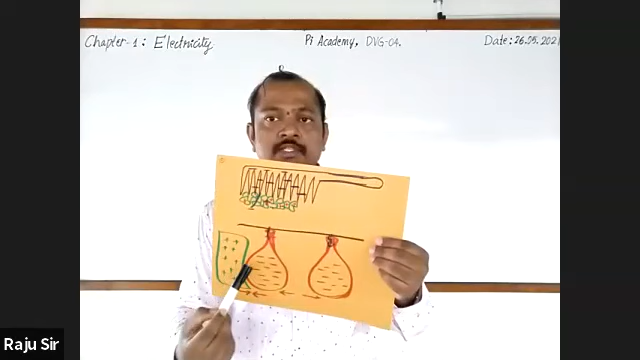 Chapter-1: Electricity
Pi Academy, DVG-04.
Date: 26.05.202
Raju Sir